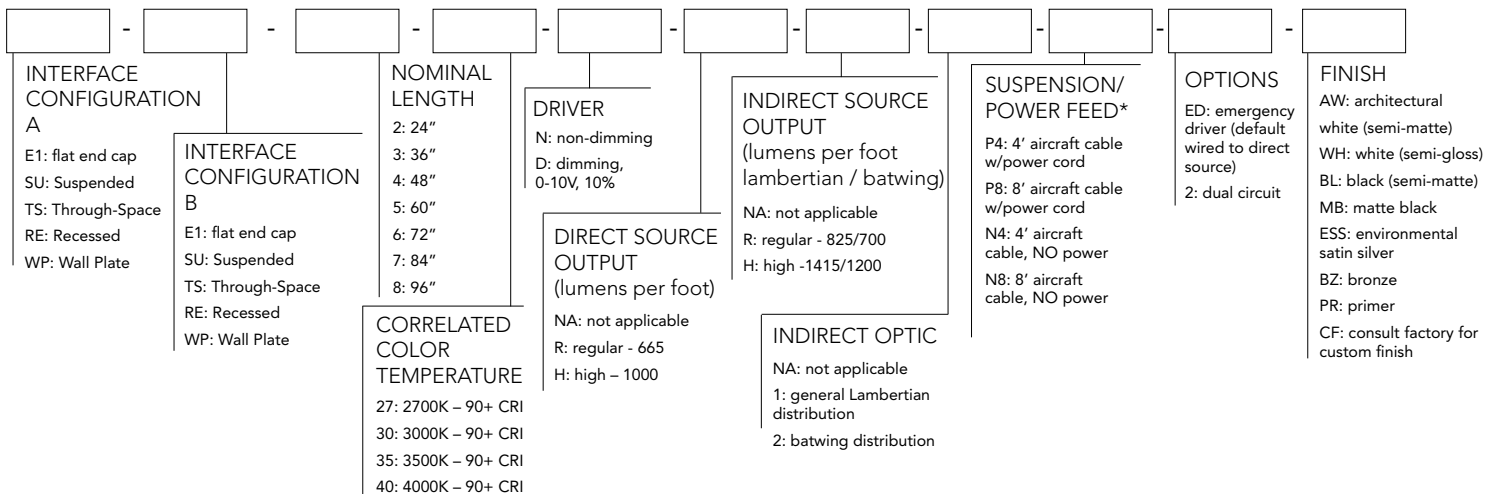 - - - - - - - - - -
INTERFACE
CONFIGURATION
A
E1: flat end cap
SU: Suspended
TS: Through-Space
RE: Recessed
WP: Wall Plate
INTERFACE
CONFIGURATION
B
E1: flat end cap
SU: Suspended
TS: Through-Space
RE: Recessed
WP: Wall Plate
NOMINAL
LENGTH
2: 24”
3: 36”
4: 48”
5: 60”
6: 72”
7: 84”
8: 96”
CORRELATED
COLOR
TEMPERATURE
27: 2700K – 90+ CRI
30: 3000K – 90+ CRI
35: 3500K – 90+ CRI
40: 4000K – 90+ CRI
DRIVER
N: non-dimming
D: dimming,
0-10V, 10%
DIRECT SOURCE
OUTPUT
(lumens per foot)
NA: not applicable
R: regular - 665
H: high – 1000
INDIRECT SOURCE
OUTPUT
(lumens per foot
lambertian / batwing)
NA: not applicable
R: regular - 825/700
H: high -1415/1200
INDIRECT OPTIC
NA: not applicable
1: general Lambertian
distribution
2: batwing distribution
SUSPENSION/
POWER FEED*
P4: 4’ aircraft cable
w/power cord
P8: 8’ aircraft cable
w/power cord
N4: 4’ aircraft
cable, NO power
N8: 8’ aircraft
cable, NO power
OPTIONS
ED: emergency
driver (default
wired to direct
source)
2: dual circuit
FINISH
AW: architectural
white (semi-matte)
WH: white (semi-gloss)
BL: black (semi-matte)
MB: matte black
ESS: environmental
satin silver
BZ: bronze
PR: primer
CF: consult factory for
custom finish